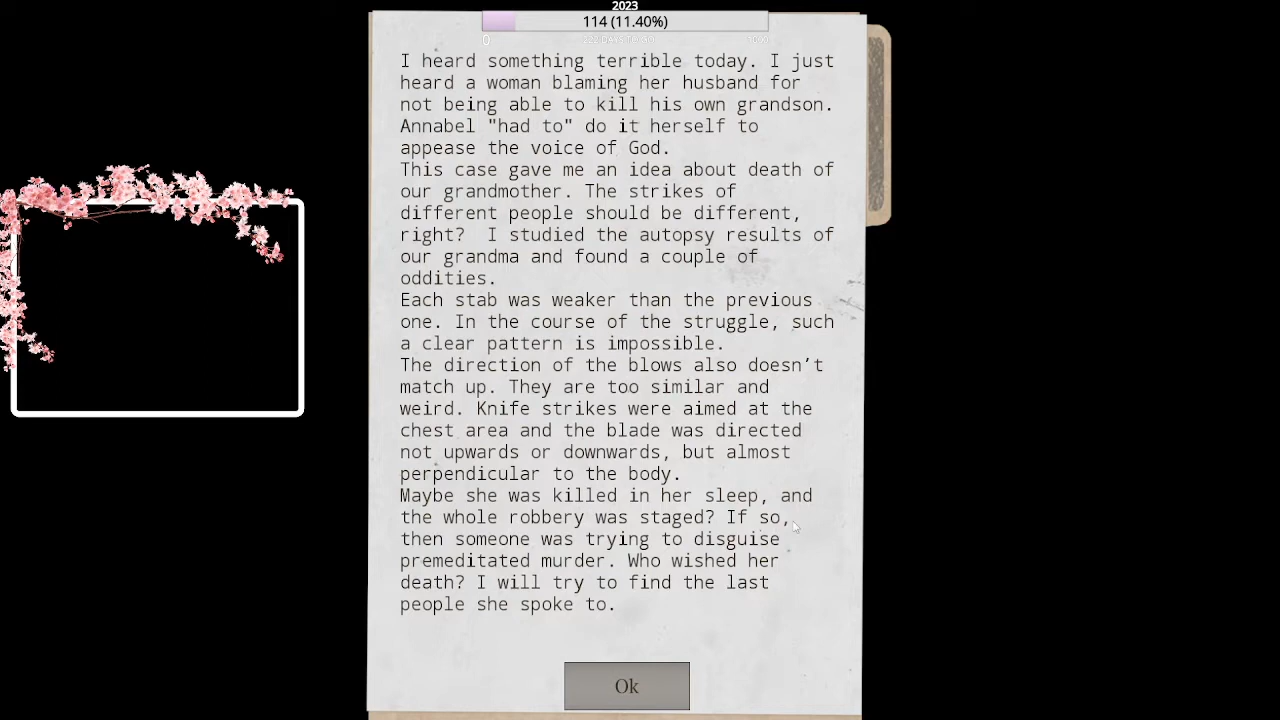 2023
114 (11.40%)
0
I heard something terrible today. I just
heard a woman blaming her husband for
not being able to kill his own grandson.
Annabel "had to" do it herself to
appease the voice of God.
This case gave me an idea about death of
our grandmother. The strikes of
different people should be different,
right?  I studied the autopsy results of
our grandma and found a couple of
oddities.
Each stab was weaker than the previous
one. In the course of the struggle, such
a clear pattern is impossible.
The direction of the blows also doesn’t
match up. They are too similar and
weird. Knife strikes were aimed at the
chest area and the blade was directed
not upwards or downwards, but almost
perpendicular to the body.
Maybe she was killed in her sleep, and
the whole robbery was staged? If so,
then someone was trying to disguise
premeditated murder. Who wished her
death? I will try to find the last
people she spoke to.
Ok